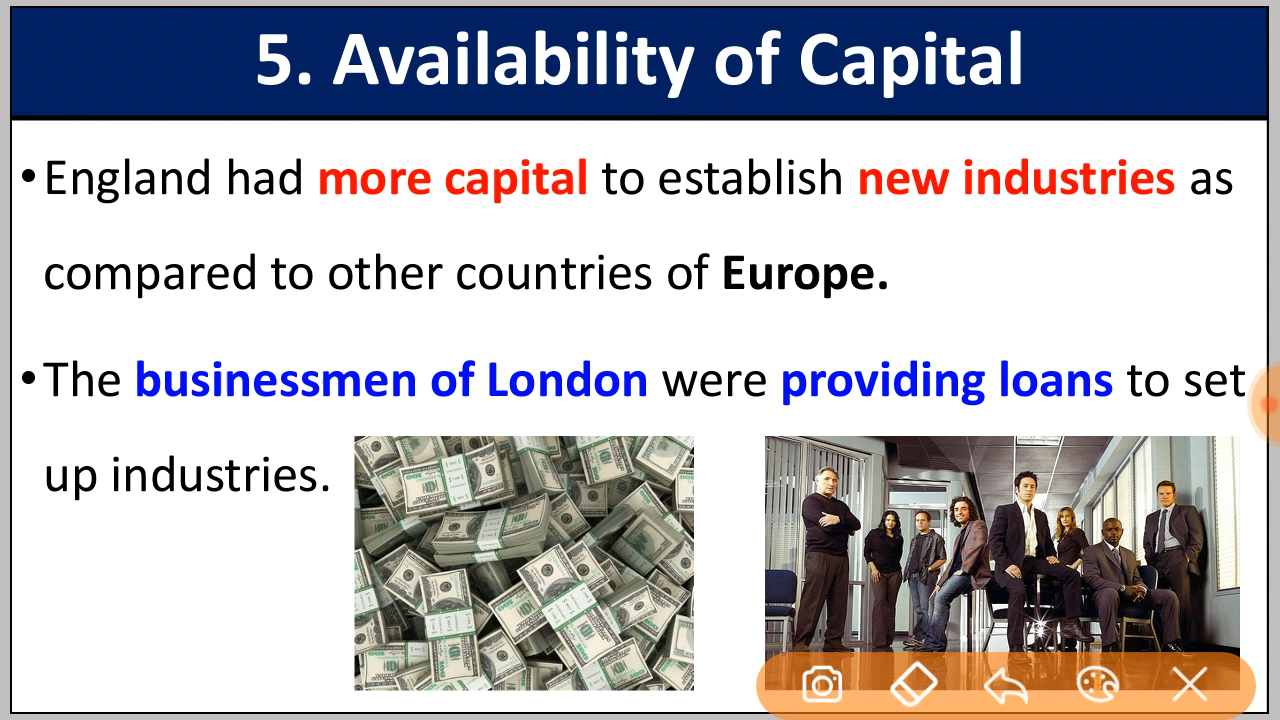 5. Availability of Capital
•England had more capital to establish new industries as
compared to other countries of Europe.
•The businessmen of London were providing loans to set
up industries.